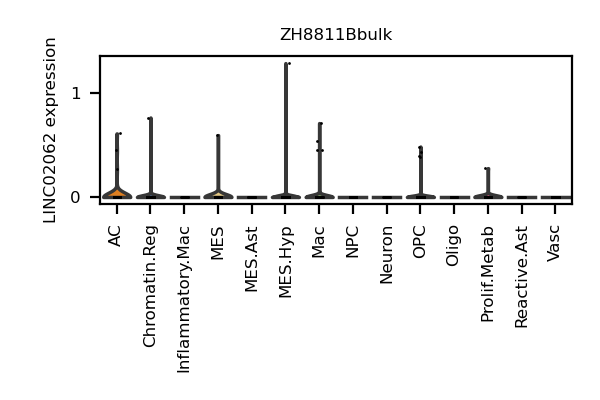 ZH8811Bbulk
LINC02062 expression
1
0
AC
Chromatin.Reg
Inflammatory.Mac
MES
MES.Ast
MES.Hyp
Mac
NPC
Neuron
OPC
Oligo
Prolif.Metab
Reactive.Ast
Vasc